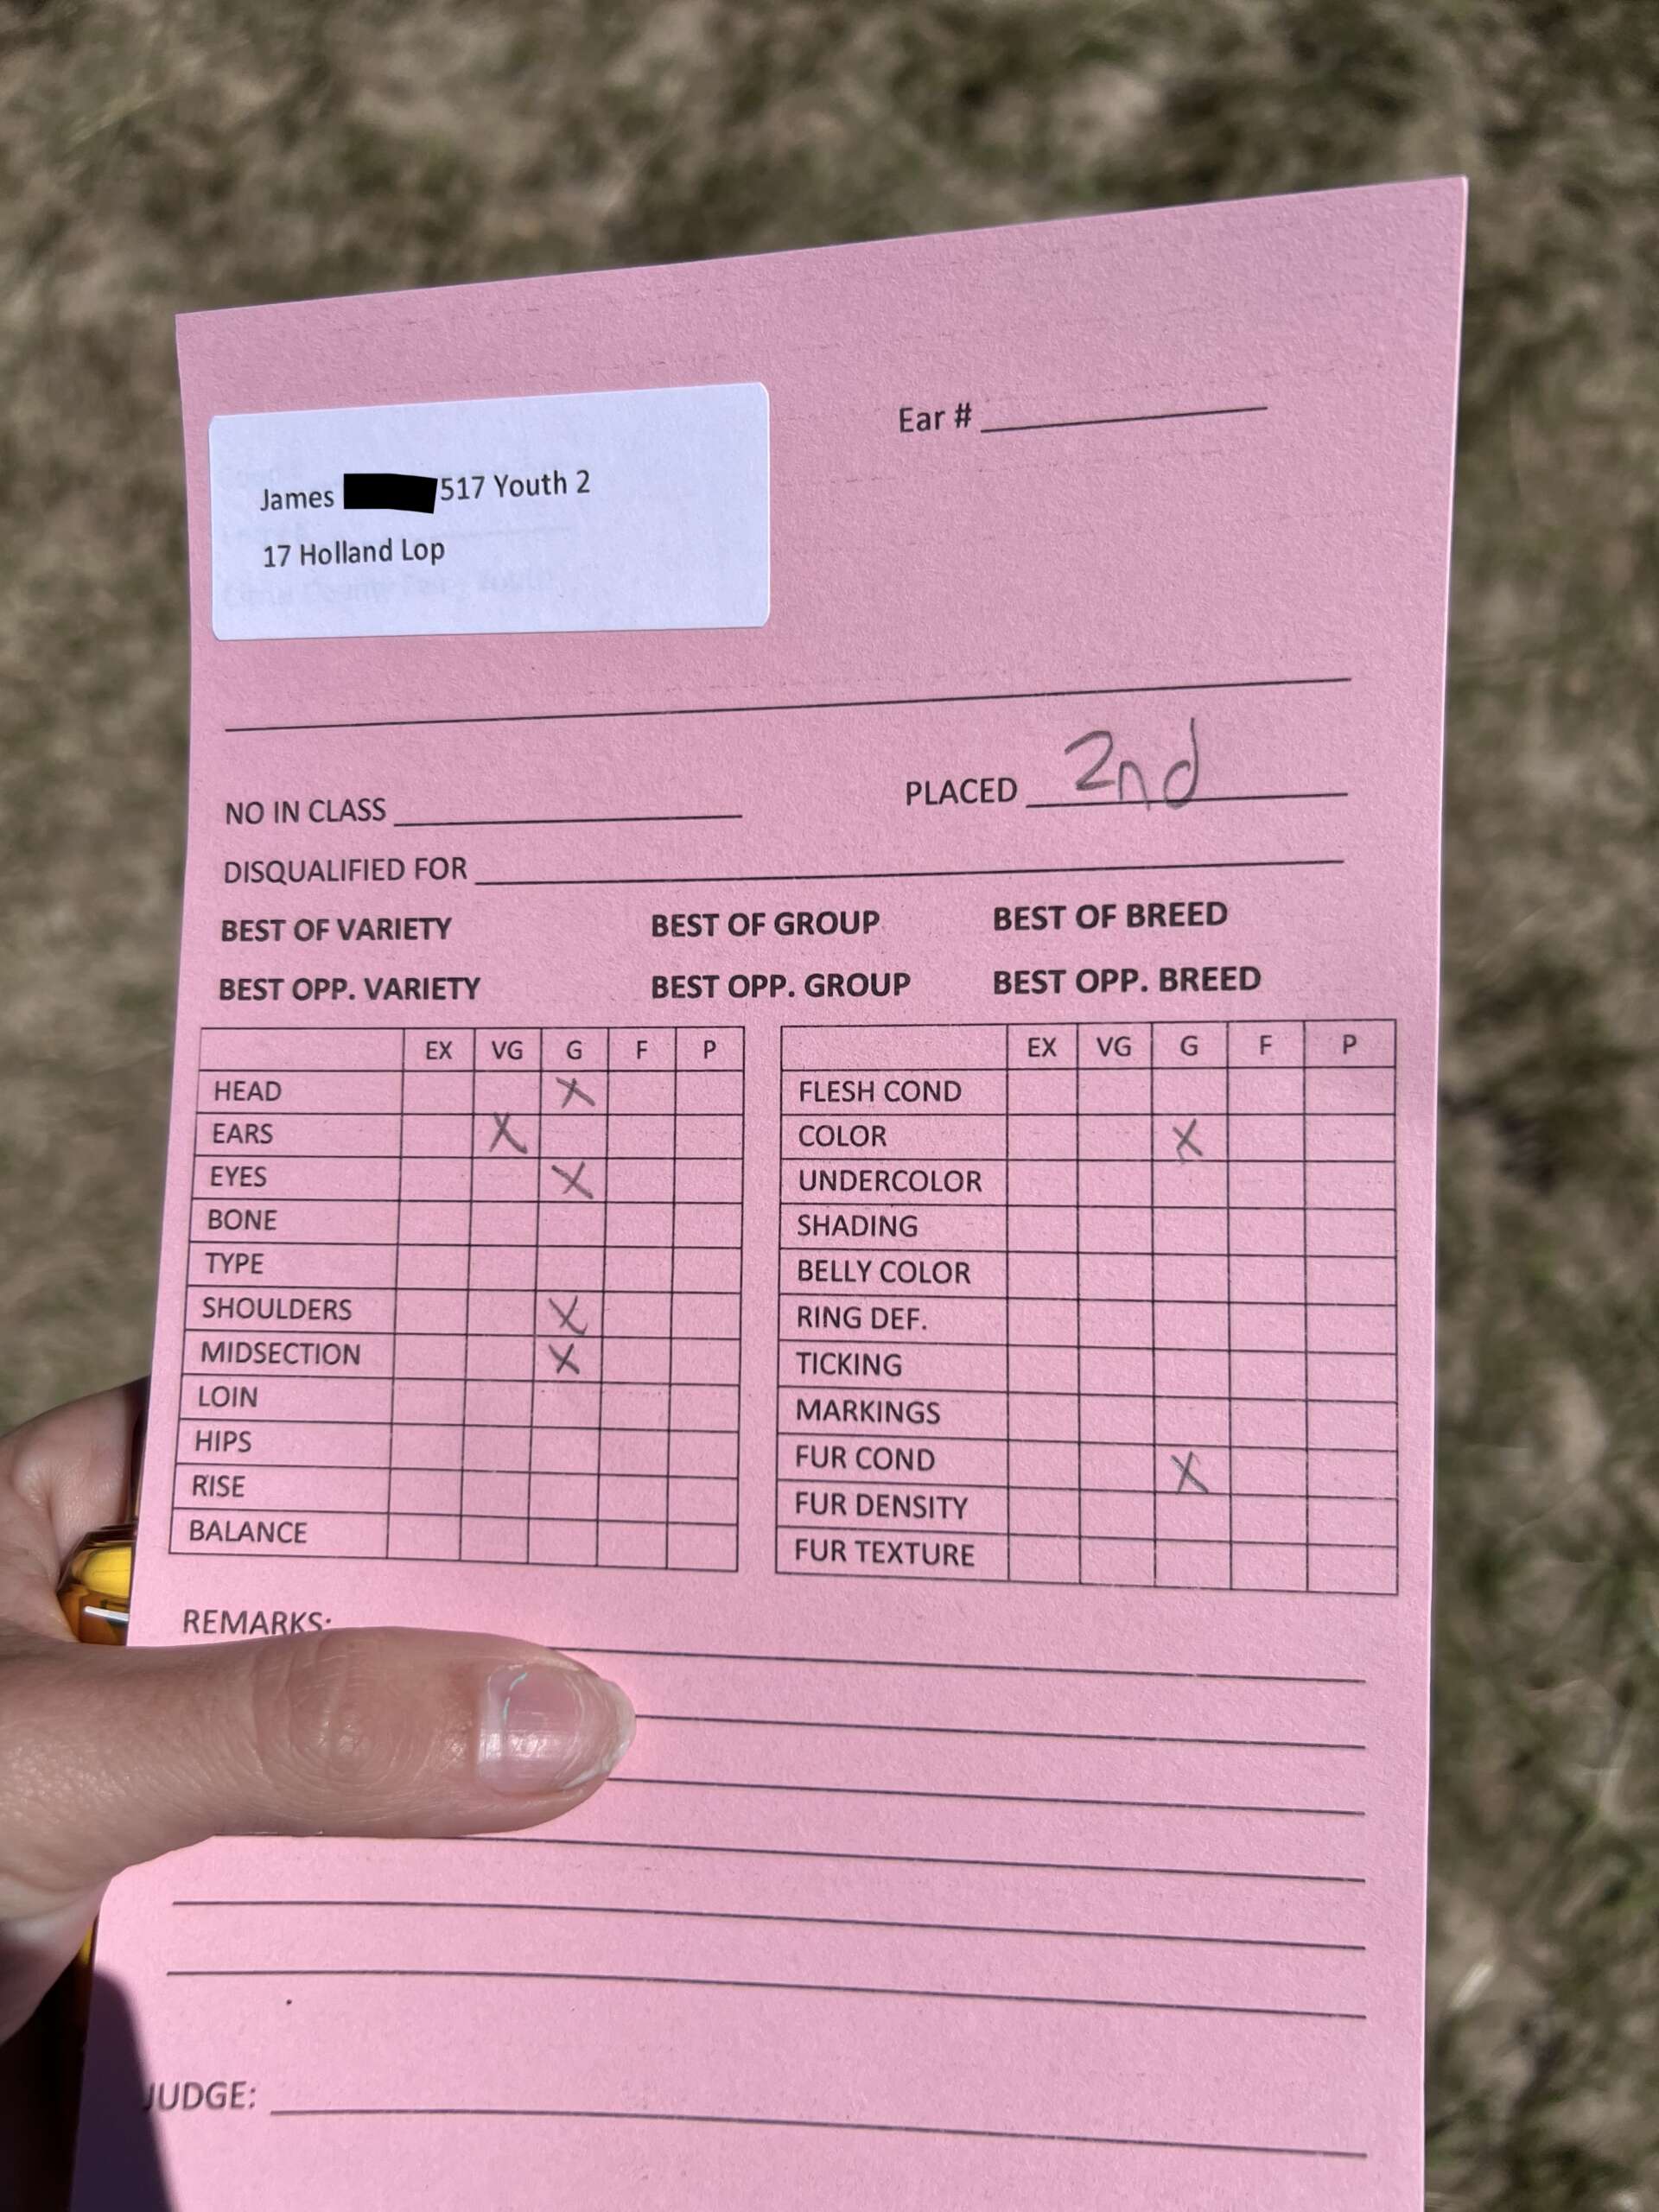 Ear #
James 517 Youth 2
17 Holland Lop
NO IN CLASS
PLACED 2nd
DISQUALIFIED FOR
BEST OF VARIETY BEST OF GROUP BEST OF BREED
BEST OPP. VARIETY BEST OPP. GROUP BEST OPP. BREED
EX VG G F P
HEAD X
EARS X
EYES X
BONE
TYPE
SHOULDERS X
MIDSECTION X
LOIN
HIPS
RISE
BALANCE
EX VG G F P
FLESH COND
COLOR X
UNDERCOLOR
SHADING
BELLY COLOR
RING DEF.
TICKING
MARKINGS
FUR COND X
FUR DENSITY
FUR TEXTURE
REMARKS:
JUDGE: